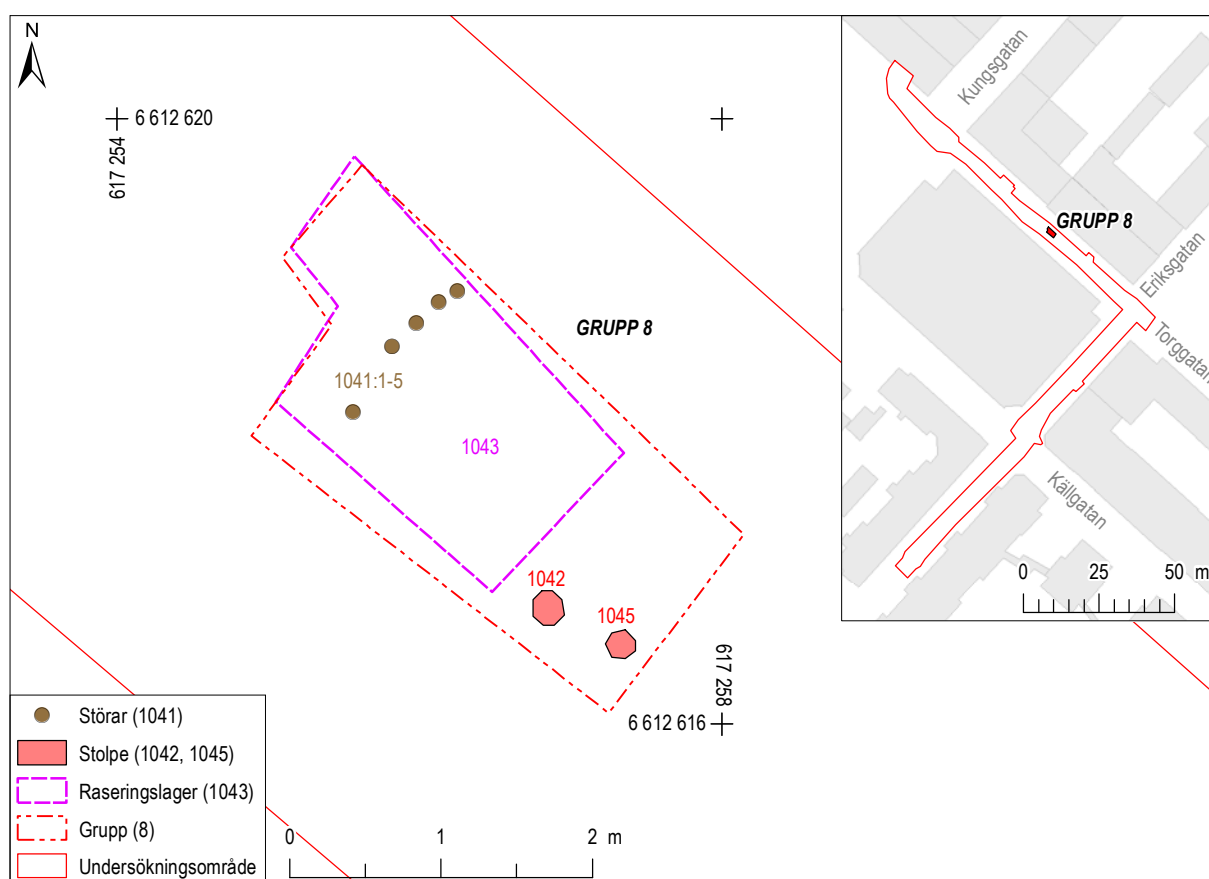 N
6 612 620
617 254
GRUPP 8
1041:1-5
1043
1042
1045
617 258
6 612 616
Störar (1041)
Stolpe (1042, 1045)
Raseringslager (1043)
Grupp (8)
Undersökningsområde
0 1 2 m
Kungsgatan
GRUPP 8
Eriksgatan
Torggatan
Källgatan
0 25 50 m